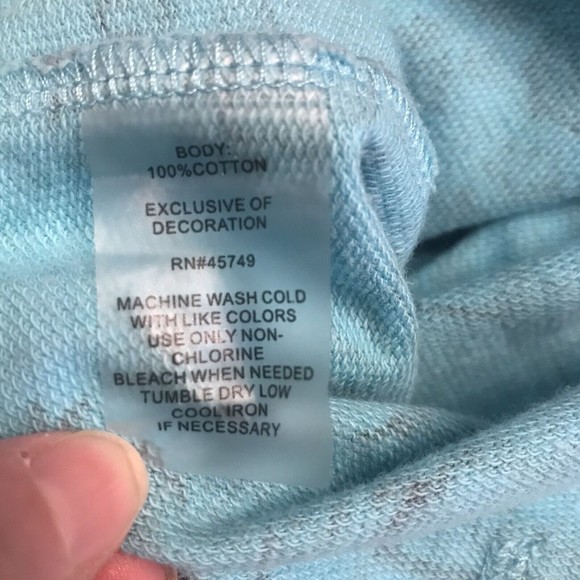 BODY:
100%COTTON
EXCLUSIVE OF
DECORATION
RN#45749
MACHINE WASH COLD
WITH LIKE COLORS
USE ONLY NON-
CHLORINE
BLEACH WHEN NEEDED
TUMBLE DRY LOW
COOL IRON
IF NECESSARY